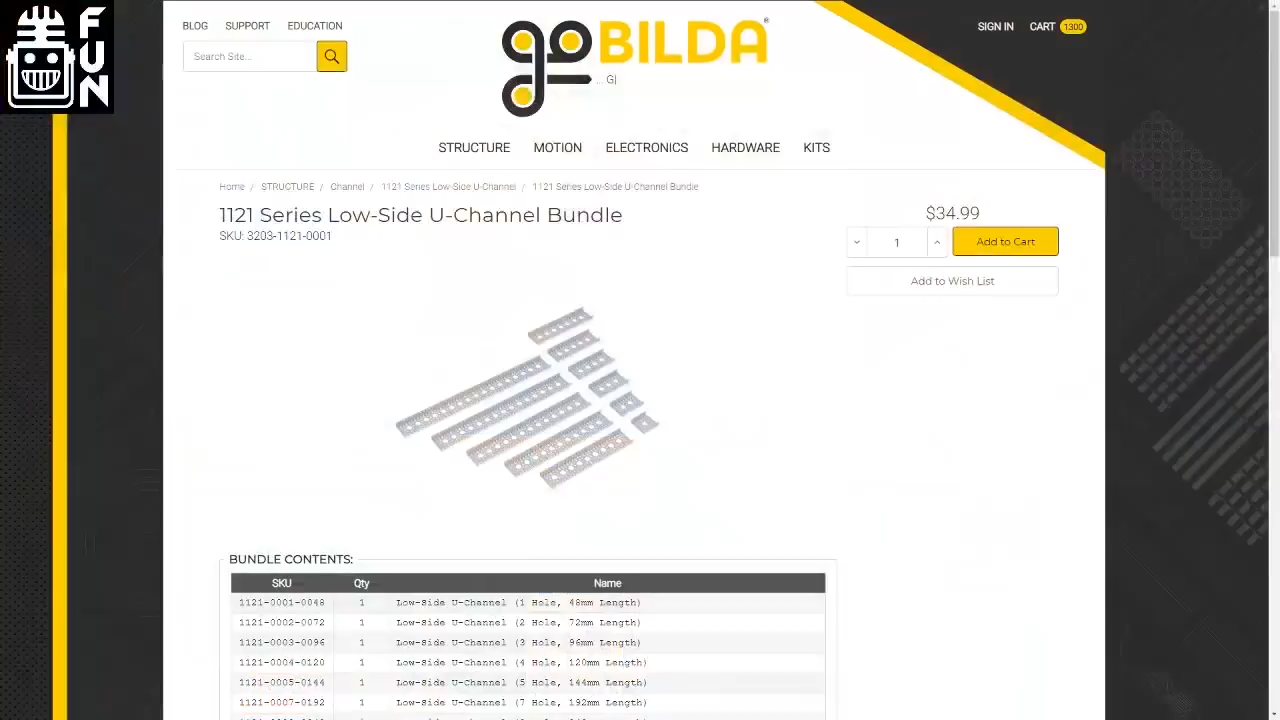 FUN
BLOG SUPPORT EDUCATION
Search Site...
goBILDA®
... G|
SIGN IN CART 1300
STRUCTURE MOTION ELECTRONICS HARDWARE KITS
Home / STRUCTURE / Channel / 1121 Series Low-Side U-Channel / 1121 Series Low-Side U-Channel Bundle
1121 Series Low-Side U-Channel Bundle
SKU: 3203-1121-0001
$34.99
1 Add to Cart
Add to Wish List
BUNDLE CONTENTS:
SKU Qty Name
1121-0001-0048 1 Low-Side U-Channel (1 Hole, 48mm Length)
1121-0002-0072 1 Low-Side U-Channel (2 Hole, 72mm Length)
1121-0003-0096 1 Low-Side U-Channel (3 Hole, 96mm Length)
1121-0004-0120 1 Low-Side U-Channel (4 Hole, 120mm Length)
1121-0005-0144 1 Low-Side U-Channel (5 Hole, 144mm Length)
1121-0007-0192 1 Low-Side U-Channel (7 Hole, 192mm Length)